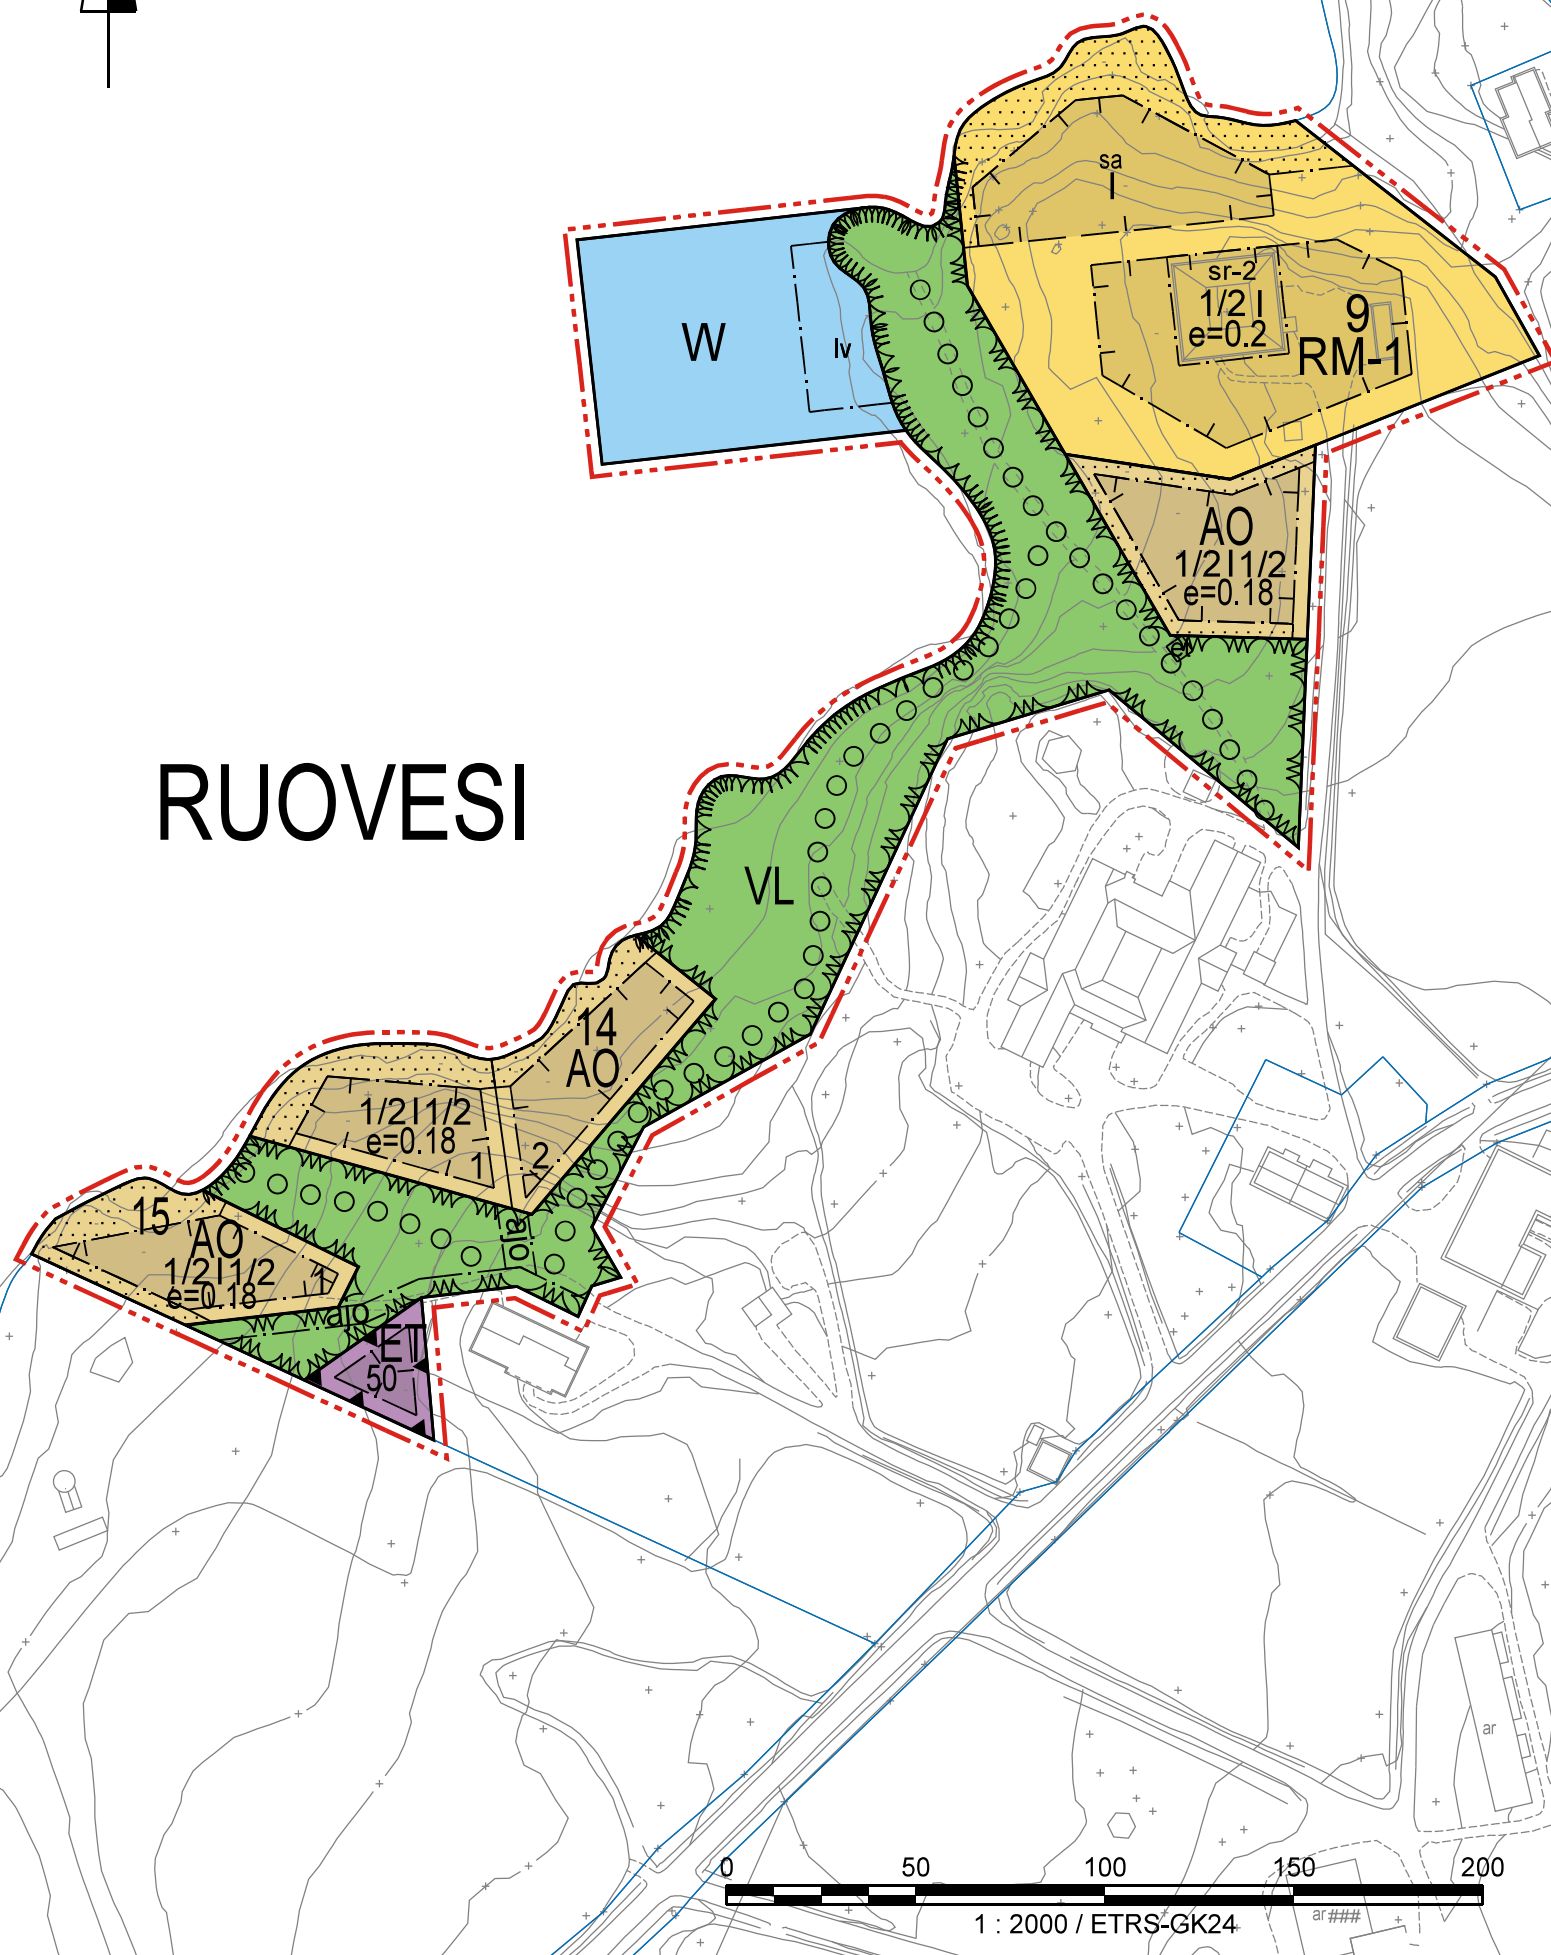 sa
I
sr-2
1/2 I
e=0.2
9
RM-1
W
lv
AO
1/2 I 1/2
e=0.18
et
RUOVESI
VL
14
AO
1/2 I 1/2
e=0.18
1
2
15
AO
1/2 I 1/2
e=0.18
1
ajo
ajo
ET
50
ar
0 50 100 150 200
1 : 2000 / ETRS-GK24
ar###